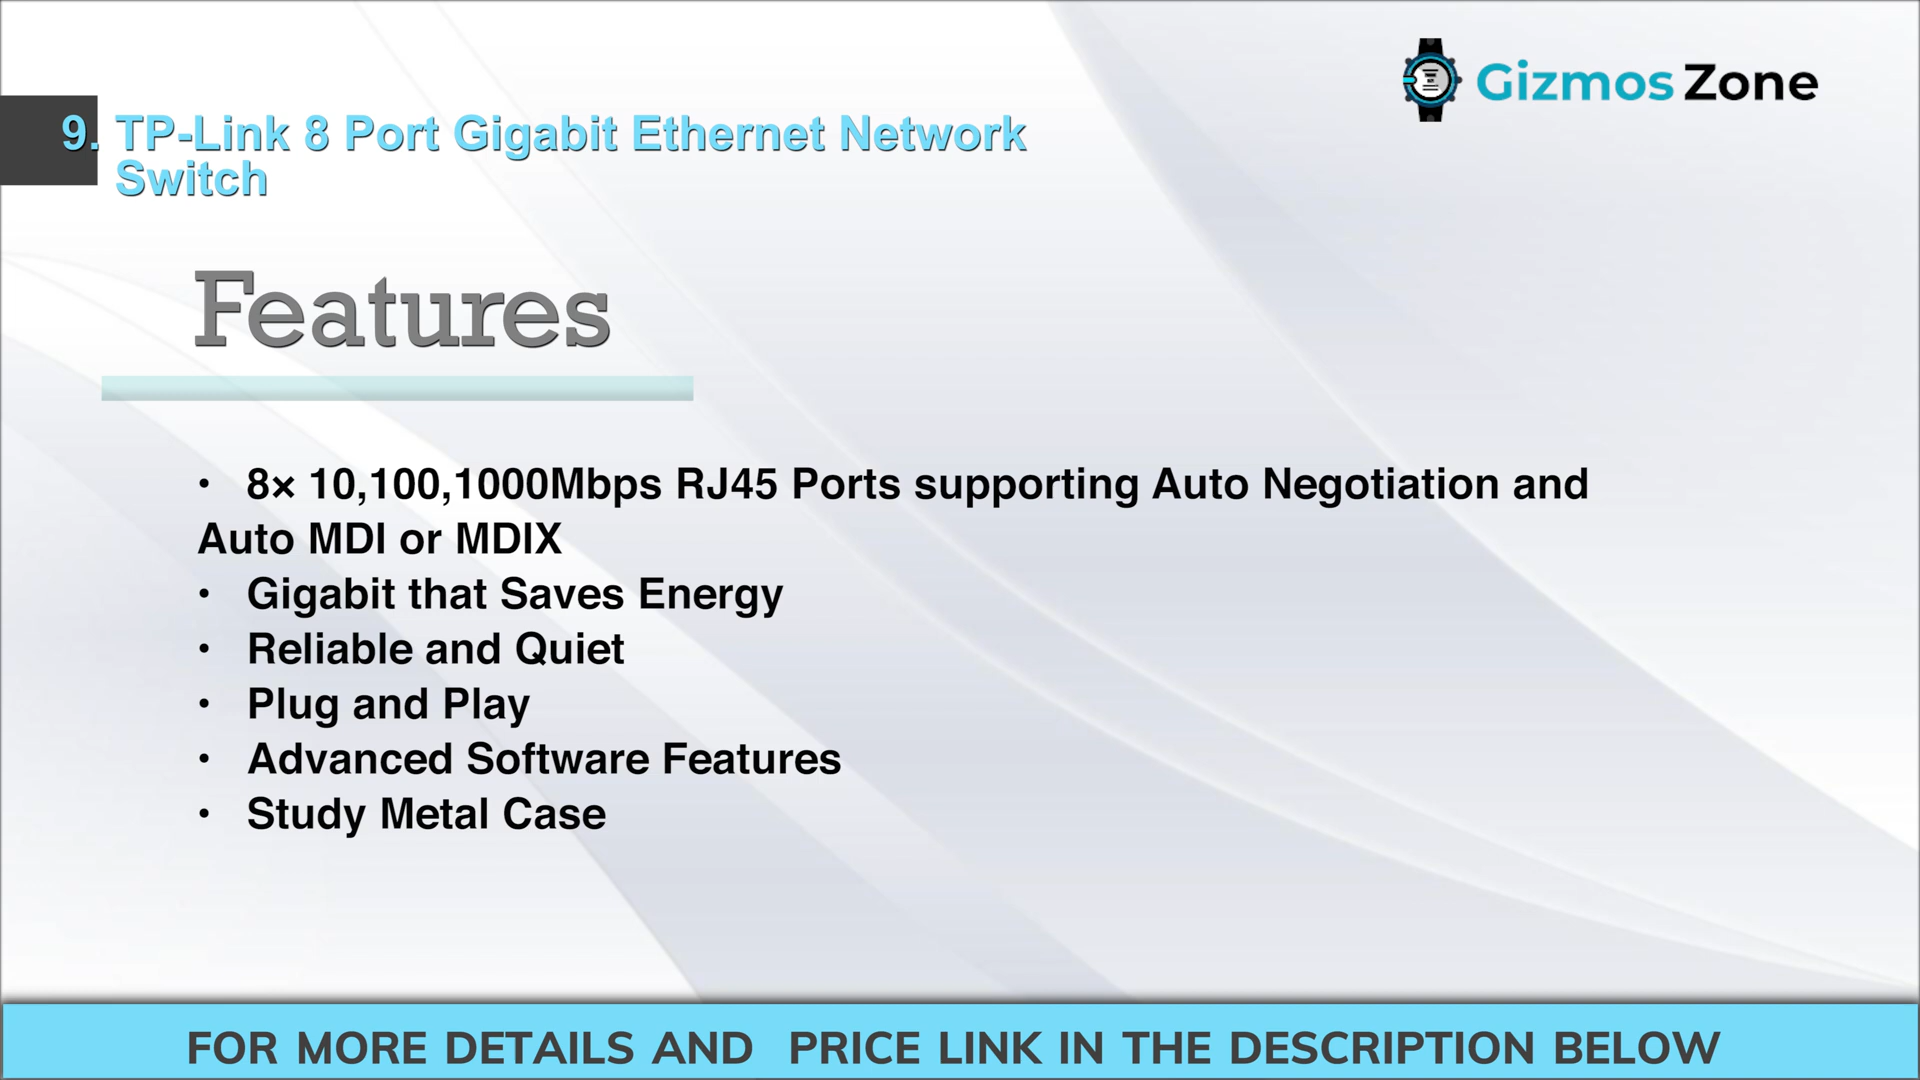 Gizmos Zone
9. TP-Link 8 Port Gigabit Ethernet Network
Switch
Features
• 8× 10,100,1000Mbps RJ45 Ports supporting Auto Negotiation and
Auto MDI or MDIX
• Gigabit that Saves Energy
• Reliable and Quiet
• Plug and Play
• Advanced Software Features
• Study Metal Case
FOR MORE DETAILS AND PRICE LINK IN THE DESCRIPTION BELOW